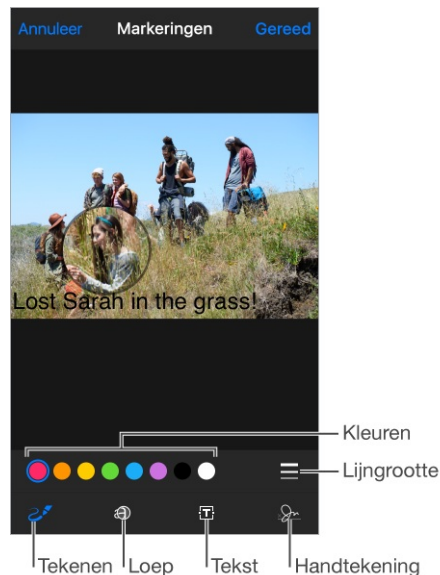 Annuleer Markeringen Gereed
Lost Sarah in the grass!
Kleuren
Lijngrootte
Tekenen Loep Tekst Handtekening